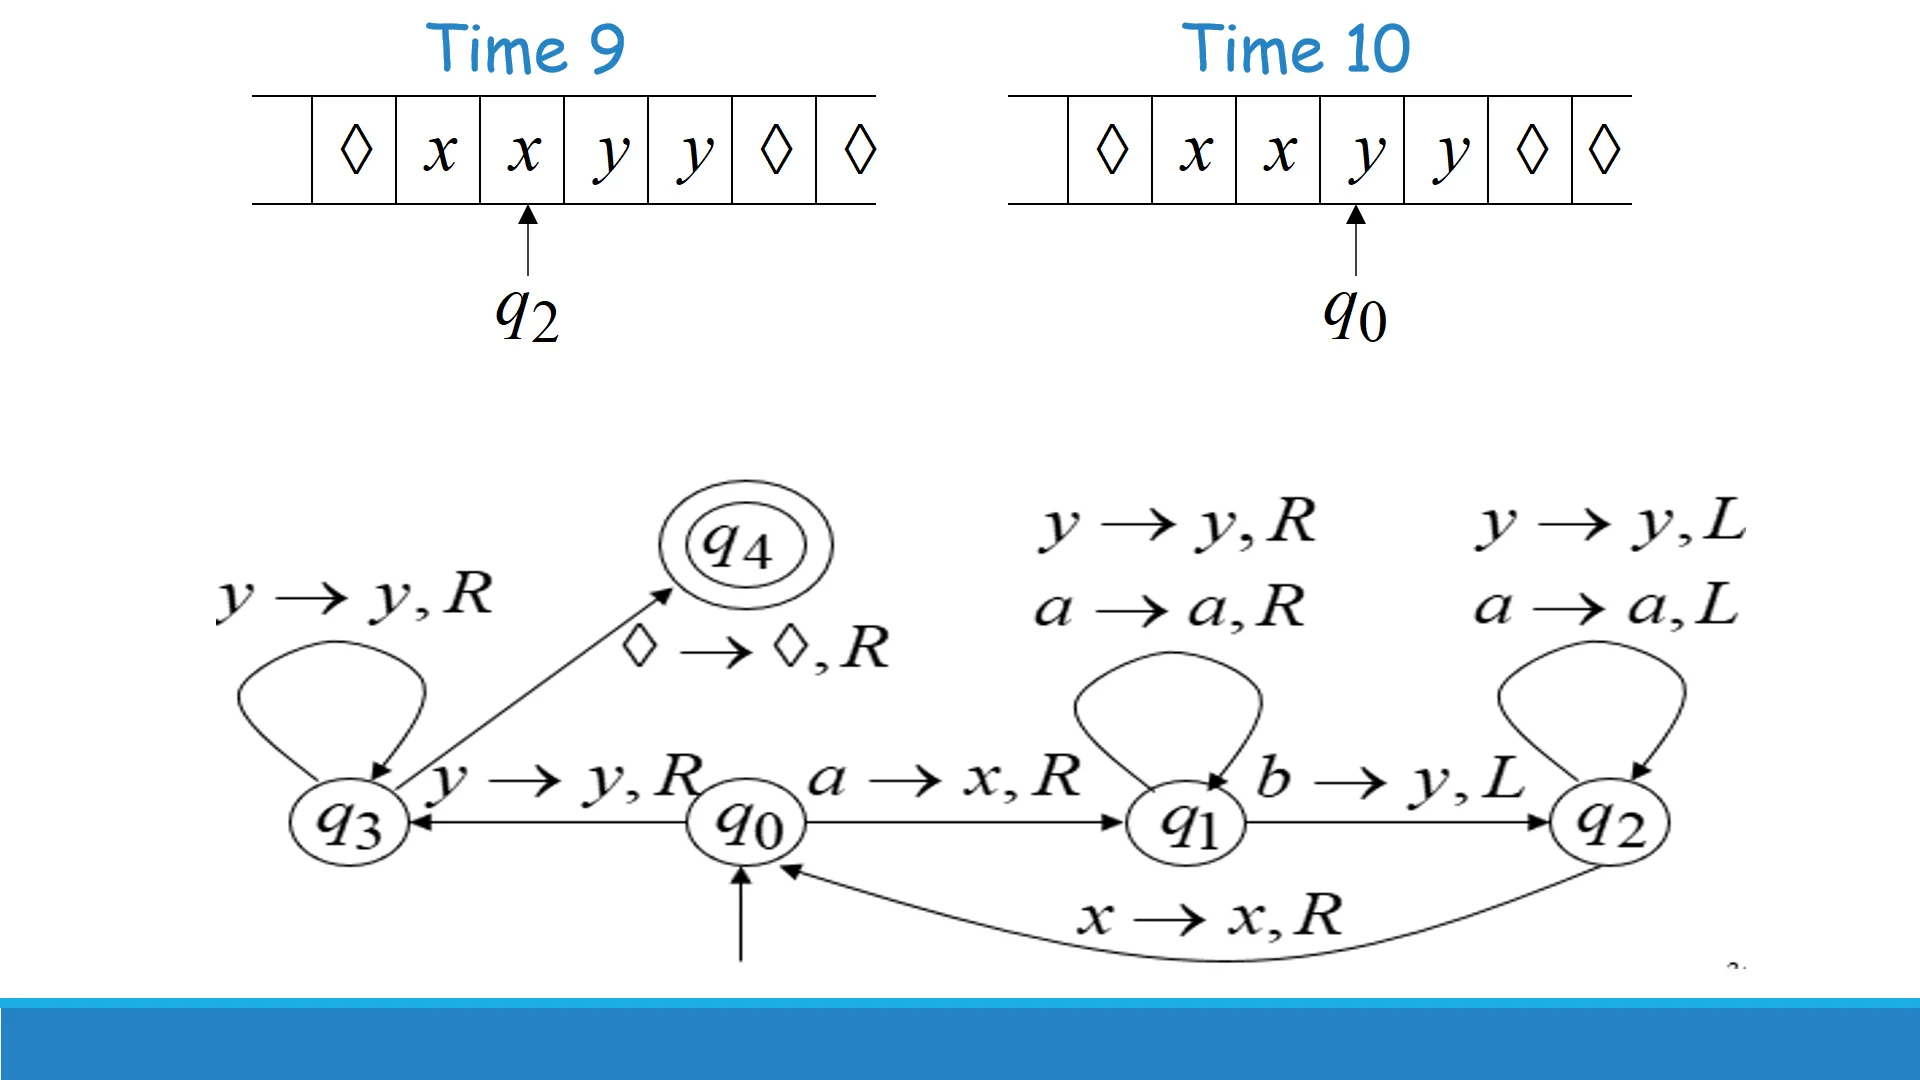 Time 9
Time 10
◊ x x y y ◊ ◊
◊ x x y y ◊ ◊
q2
q0
y → y, R
a → a, R
y → y, L
a → a, L
y → y, R
q4
◊ → ◊, R
y → y, R
a → x, R
b → y, L
q3
q0
q1
q2
x → x, R